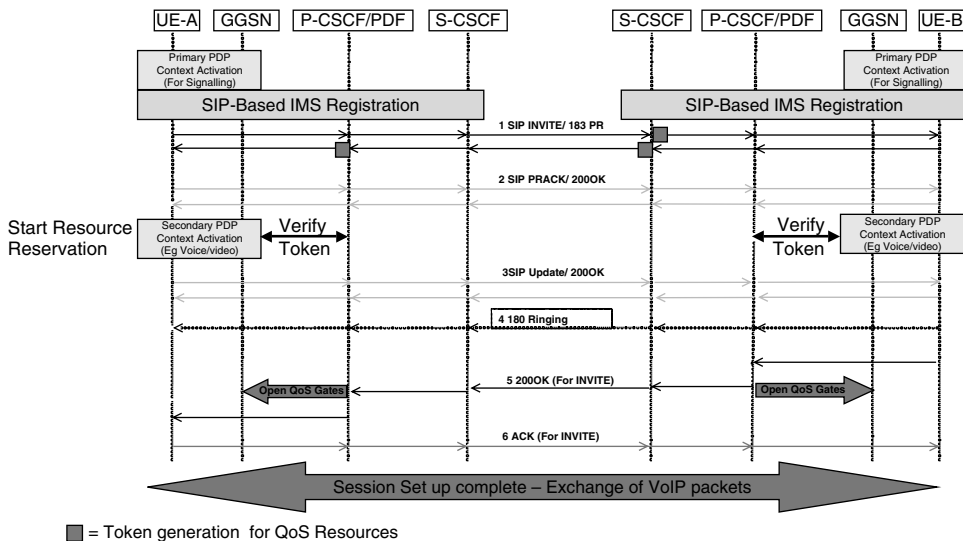 UE-A GGSN P-CSCF/PDF S-CSCF S-CSCF P-CSCF/PDF GGSN UE-B
Primary PDP
Context Activation
(For Signalling)
Primary PDP
Context Activation
(For Signalling)
SIP-Based IMS Registration
SIP-Based IMS Registration
1 SIP INVITE/ 183 PR
2 SIP PRACK/ 200OK
Start Resource
Reservation
Secondary PDP
Context Activation
(Eg Voice/video)
Verify
Token
Verify
Token
Secondary PDP
Context Activation
(Eg Voice/video)
3SIP Update/ 200OK
4 180 Ringing
Open QoS Gates
5 200OK (For INVITE)
Open QoS Gates
6 ACK (For INVITE)
Session Set up complete – Exchange of VoIP packets
= Token generation for QoS Resources